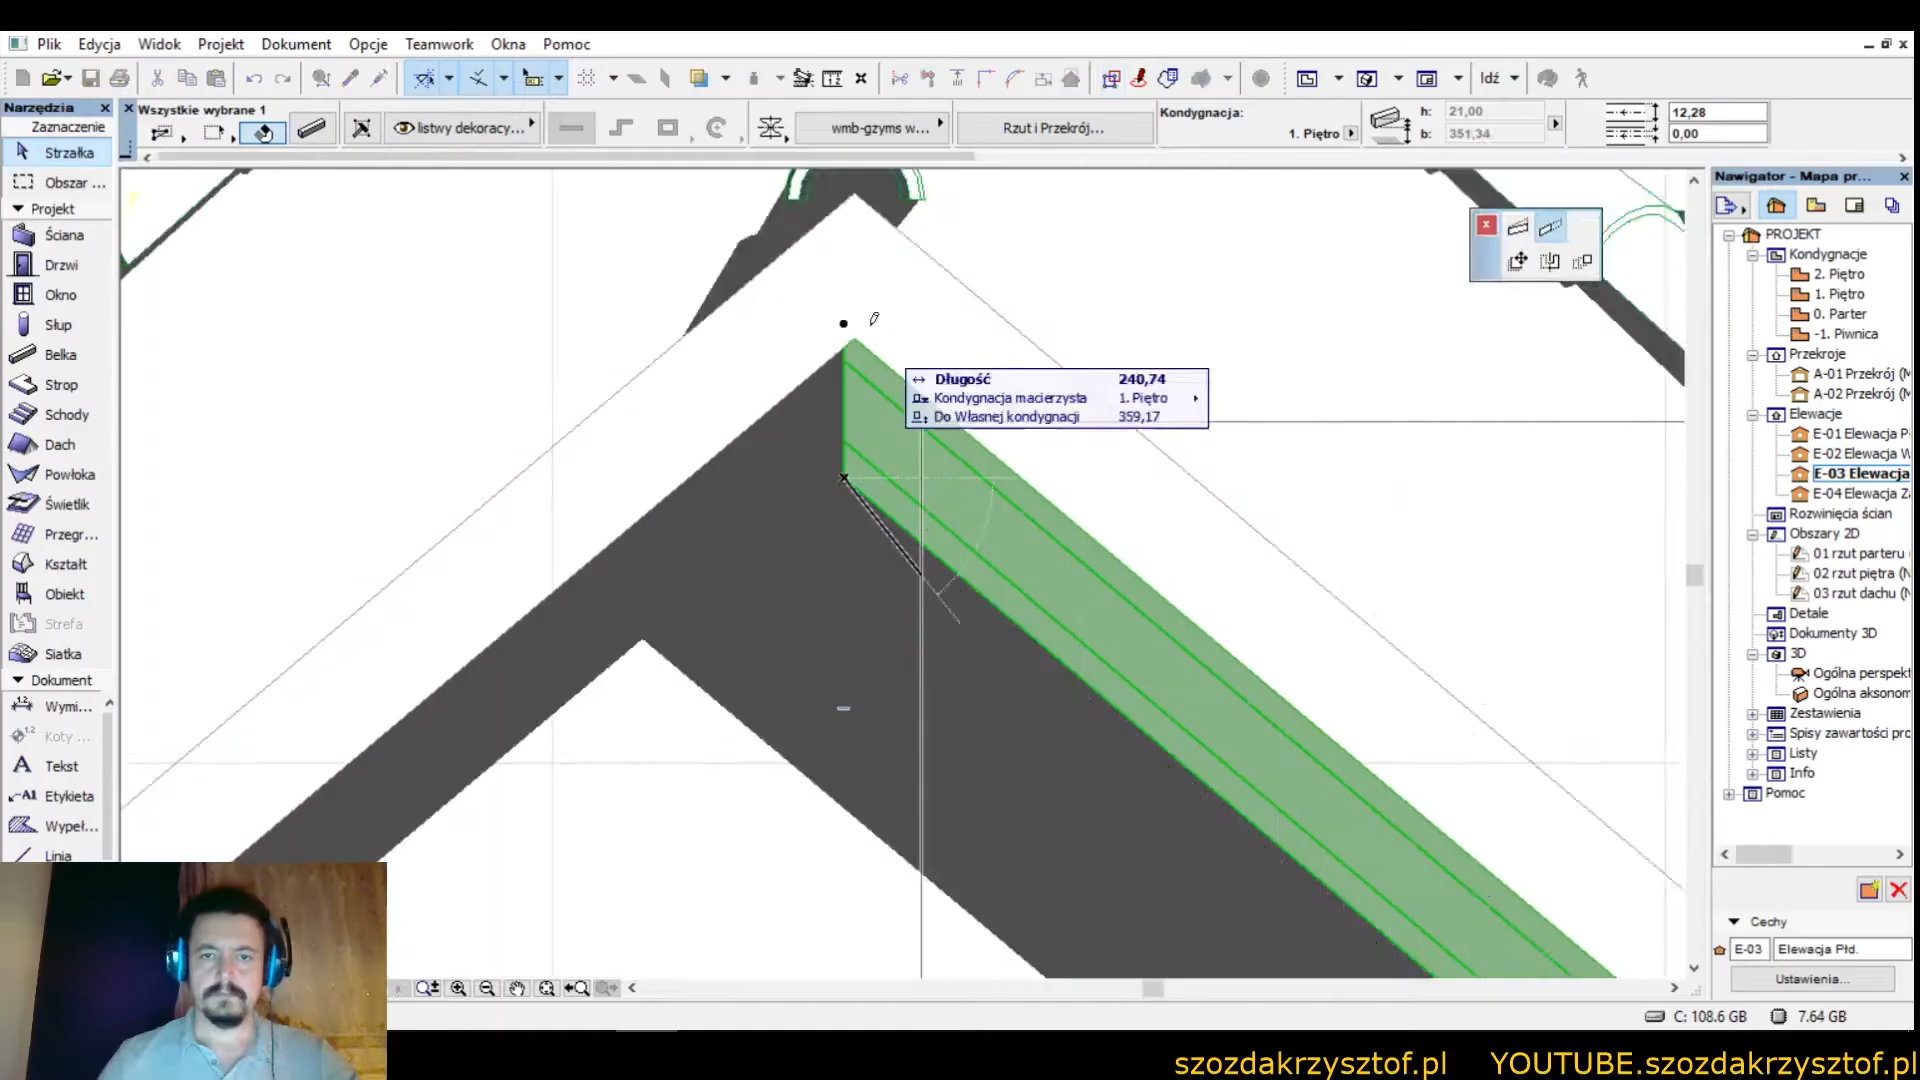 Plik Edycja Widok Projekt Dokument Opcje Teamwork Okna Pomoc
Idź
Narzędzia
Zaznaczenie
Strzałka
Obszar ...
Projekt
Ściana
Drzwi
Okno
Słup
Belka
Strop
Schody
Dach
Powłoka
Świetlik
Przegr...
Kształt
Obiekt
Strefa
Siatka
Dokument
Wymi...
Koty ...
Tekst
Etykieta
Wypeł...
Linia
Wszystkie wybrane 1
listwy dekoracy...
wmb-gzyms w...
Rzut i Przekrój...
Kondygnacja:
1. Piętro
h: 21,00
b: 351,34
12,28
0,00
Długość 240,74
Kondygnacja macierzysta 1. Piętro
Do Własnej kondygnacji 359,17
Nawigator - Mapa pr...
PROJEKT
Kondygnacje
2. Piętro
1. Piętro
0. Parter
-1. Piwnica
Przekroje
A-01 Przekrój (M
A-02 Przekrój (M
Elewacje
E-01 Elewacja P
E-02 Elewacja W
E-03 Elewacja
E-04 Elewacja Z
Rozwinięcia ścian
Obszary 2D
01 rzut parteru (
02 rzut piętra (N
03 rzut dachu (N
Detale
Dokumenty 3D
3D
Ogólna perspekt
Ogólna aksonom
Zestawienia
Spisy zawartości pro
Listy
Info
Pomoc
Cechy
E-03 Elewacja Płd.
Ustawienia...
C: 108.6 GB 7.64 GB
szozdakrzysztof.pl YOUTUBE.szozdakrzysztof.pl